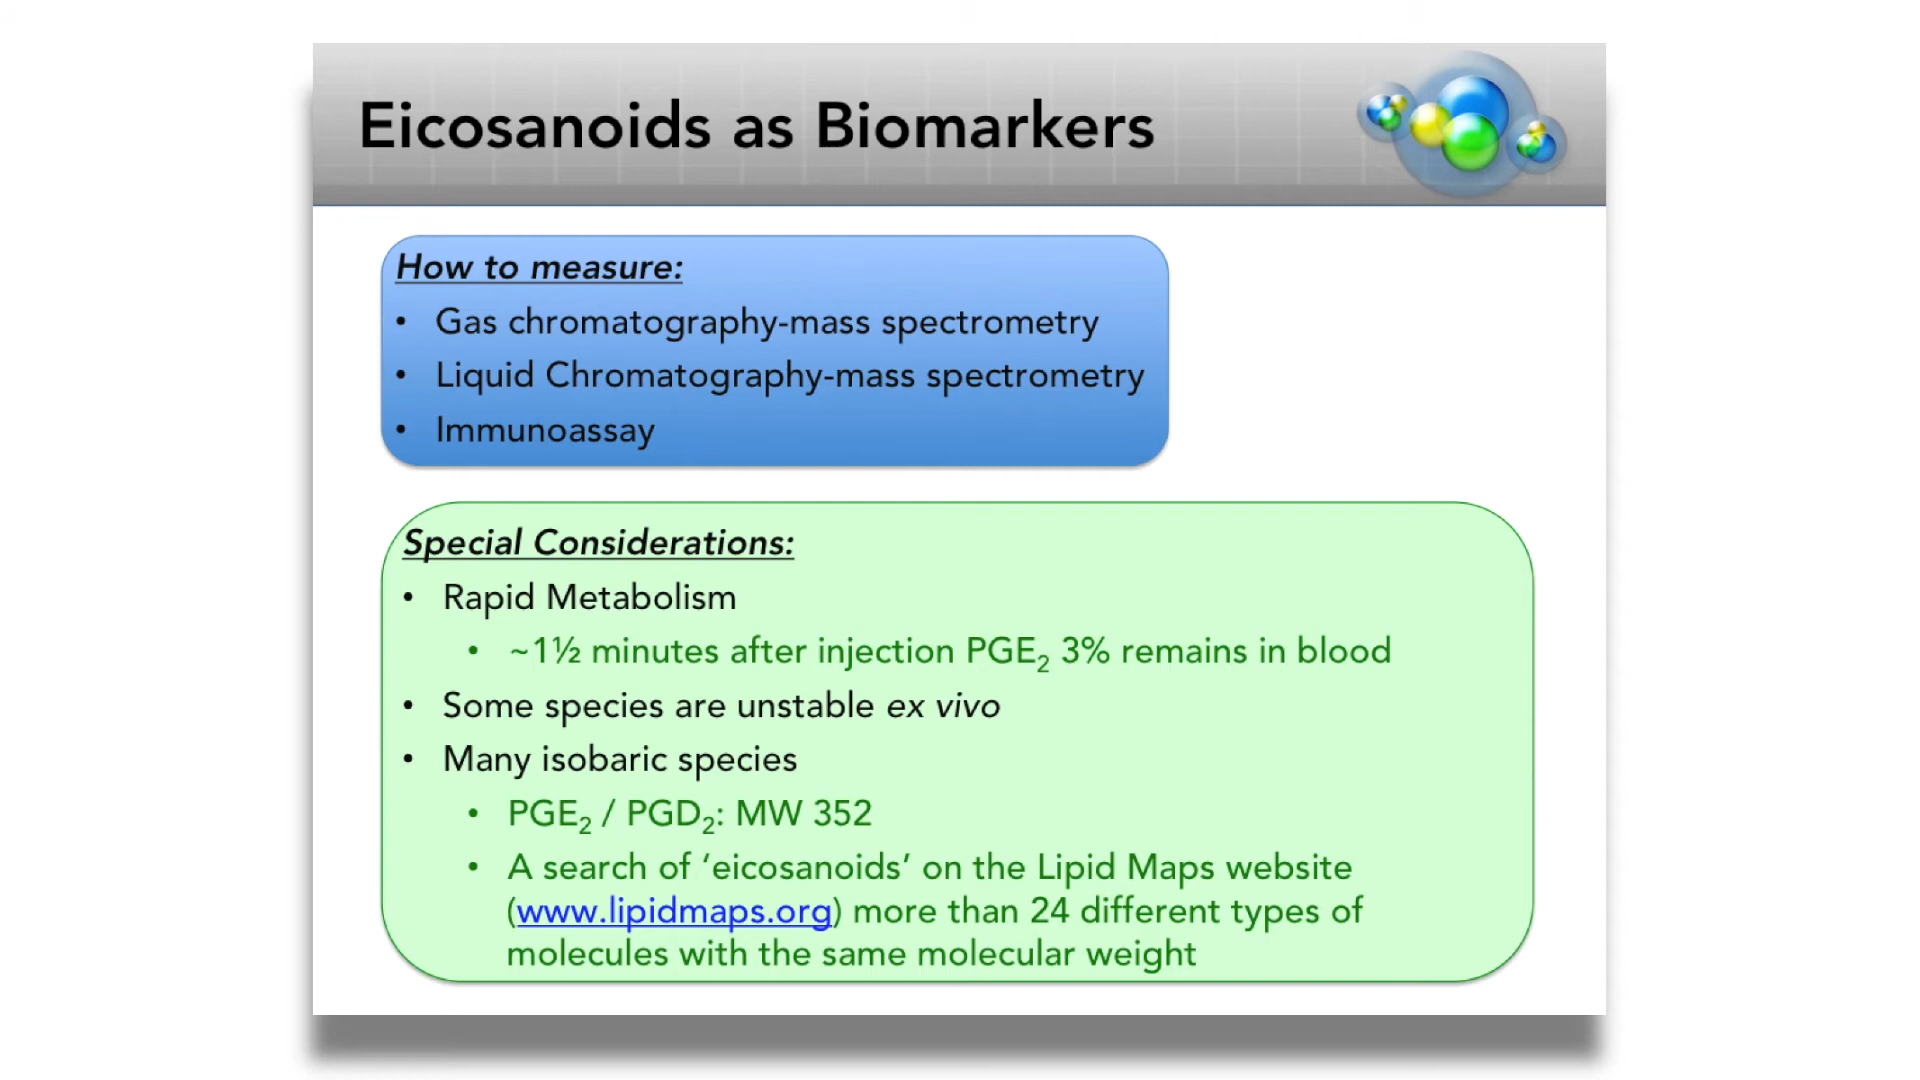 Eicosanoids as Biomarkers
How to measure:
• Gas chromatography-mass spectrometry
• Liquid Chromatography-mass spectrometry
• Immunoassay
Special Considerations:
• Rapid Metabolism
• ~1½ minutes after injection PGE₂ 3% remains in blood
• Some species are unstable ex vivo
• Many isobaric species
• PGE₂ / PGD₂: MW 352
• A search of ‘eicosanoids’ on the Lipid Maps website
(www.lipidmaps.org) more than 24 different types of
molecules with the same molecular weight